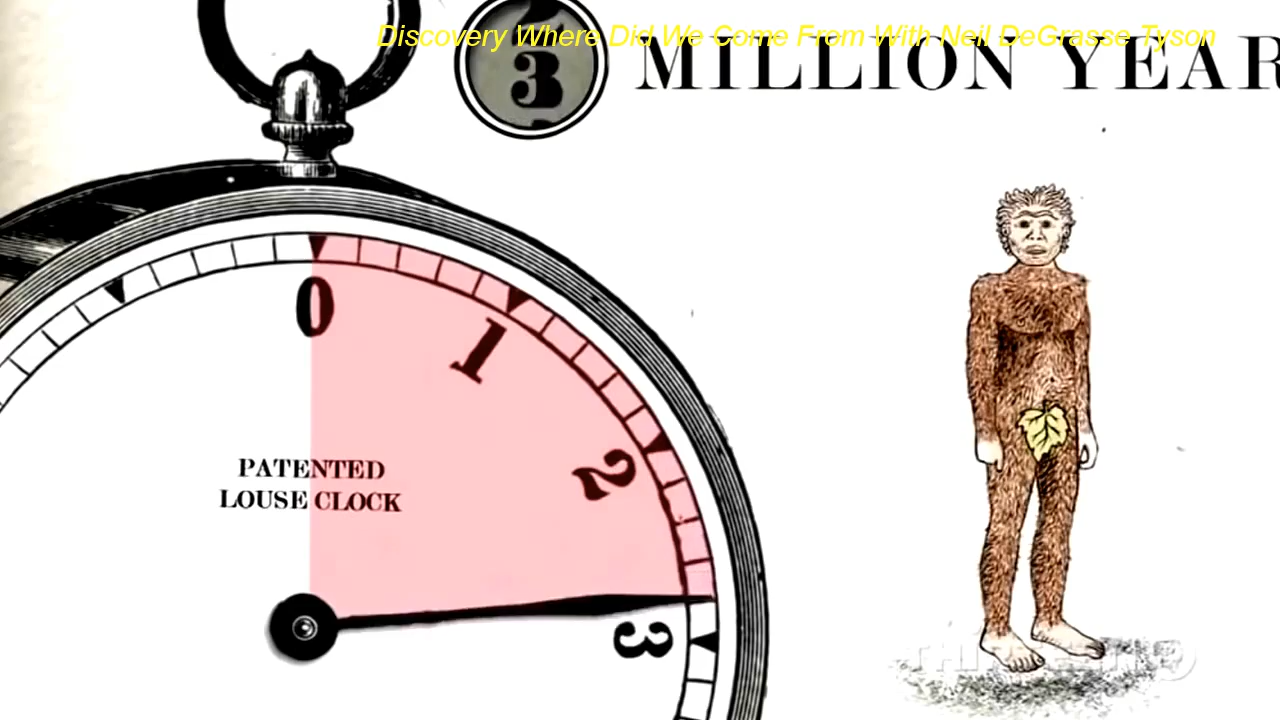 Discovery Where Did We Come From With Neil DeGrasse Tyson
3 MILLION YEAR
0
1
2
3
PATENTED
LOUSE CLOCK